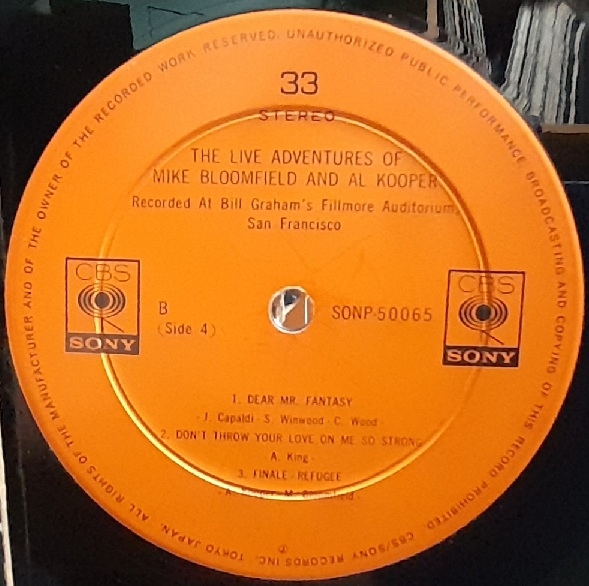 33
STEREO
THE LIVE ADVENTURES OF
MIKE BLOOMFIELD AND AL KOOPER
Recorded At Bill Graham's Fillmore Auditorium,
San Francisco
CBS
SONY
B
(Side 4)
SONP-50065
CBS
SONY
1. DEAR MR. FANTASY
- J. Capaldi - S. Winwood - C. Wood -
2. DON'T THROW YOUR LOVE ON ME SO STRONG
- A. King -
3. FINALE - REFUGEE
ALL RIGHTS OF THE MANUFACTURER AND OF THE OWNER OF THE RECORDED WORK RESERVED. UNAUTHORIZED PUBLIC PERFORMANCE BROADCASTING AND COPYING OF THIS RECORD PROHIBITED. CBS/SONY RECORDS INC. TOKYO JAPAN.
℗